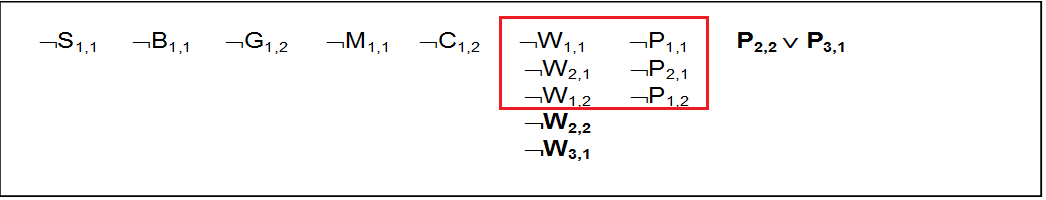 ¬S1,1 ¬B1,1 ¬G1,2 ¬M1,1 ¬C1,2 ¬W1,1 ¬P1,1 P2,2 ∨ P3,1
¬W2,1 ¬P2,1
¬W1,2 ¬P1,2
¬W2,2
¬W3,1